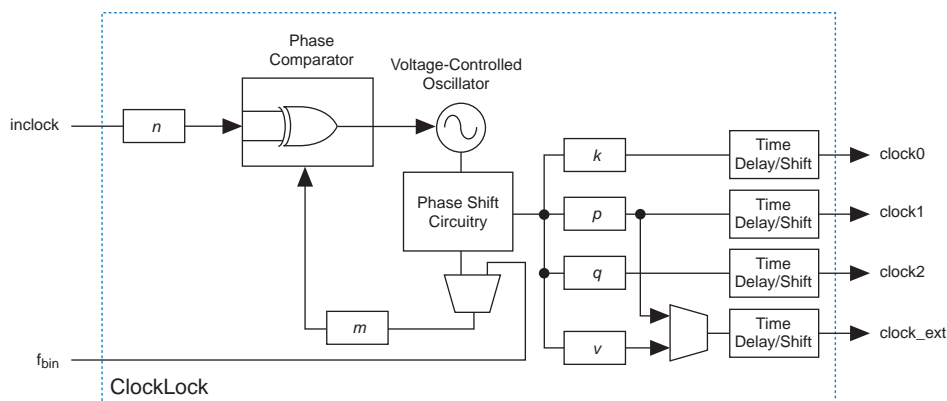 Phase
Comparator
Voltage-Controlled
Oscillator
inclock
n
k
Time
Delay/Shift
clock0
Phase Shift
Circuitry
p
Time
Delay/Shift
clock1
q
Time
Delay/Shift
clock2
m
v
Time
Delay/Shift
clock_ext
fbin
ClockLock